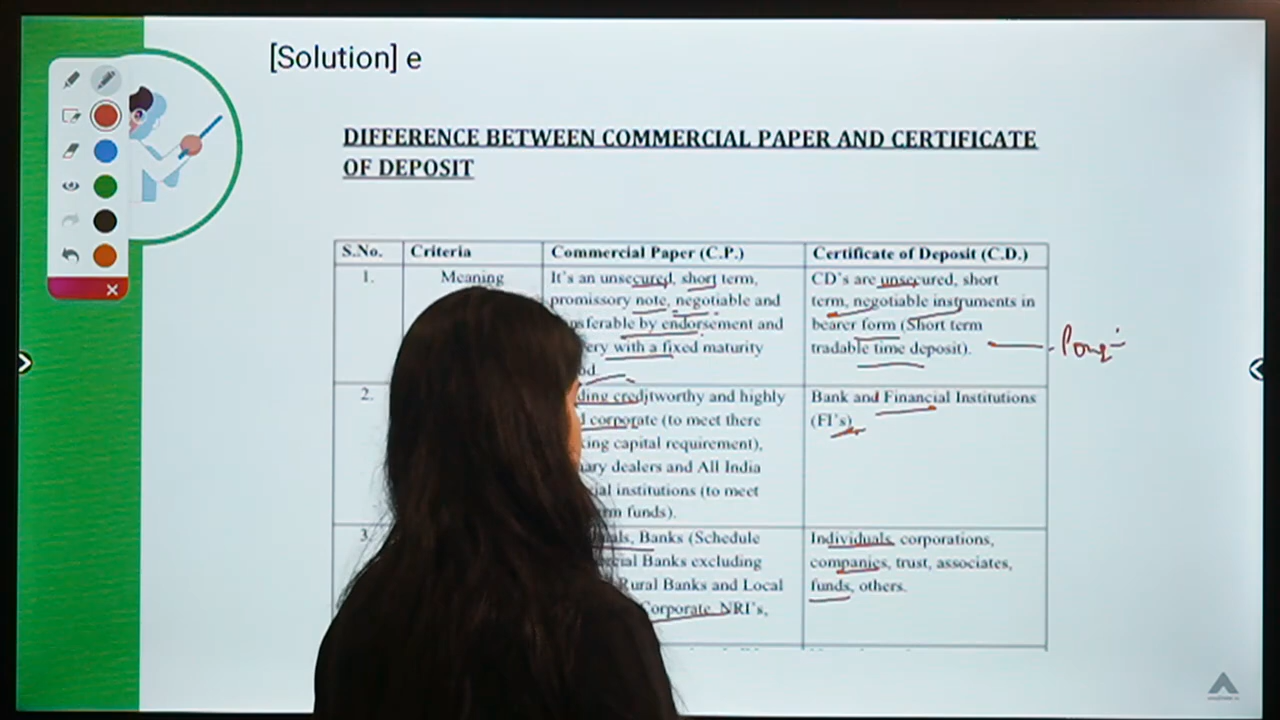 [Solution] e
DIFFERENCE BETWEEN COMMERCIAL PAPER AND CERTIFICATE
OF DEPOSIT
S.No. Criteria Commercial Paper (C.P.) Certificate of Deposit (C.D.)
1. Meaning
It's an unsecured, short term,
promissory note, negotiable and
by endorsement and
with a fixed maturity
CD's are unsecured, short
term, negotiable instruments in
bearer form (Short term
tradable time deposit).
2.
creditworthy and highly
corporate (to meet there
capital requirement),
dealers and All India
institutions (to meet
funds).
Bank and Financial Institutions
(FI's)
3.
Banks (Schedule
Banks excluding
Rural Banks and Local
Corporate NRI's,
Individuals, corporations,
companies, trust, associates,
funds, others.